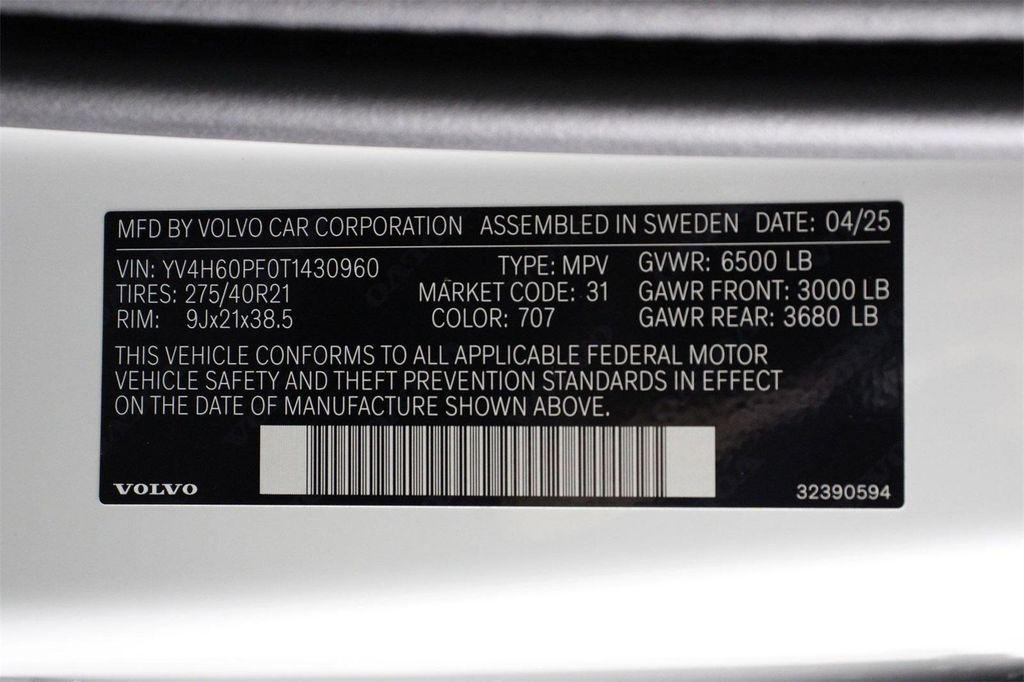 MFD BY VOLVO CAR CORPORATION ASSEMBLED IN SWEDEN DATE: 04/25
VIN: YV4H60PF0T1430960 TYPE: MPV GVWR: 6500 LB
TIRES: 275/40R21 MARKET CODE: 31 GAWR FRONT: 3000 LB
RIM: 9Jx21x38.5 COLOR: 707 GAWR REAR: 3680 LB
THIS VEHICLE CONFORMS TO ALL APPLICABLE FEDERAL MOTOR
VEHICLE SAFETY AND THEFT PREVENTION STANDARDS IN EFFECT
ON THE DATE OF MANUFACTURE SHOWN ABOVE.
VOLVO 32390594